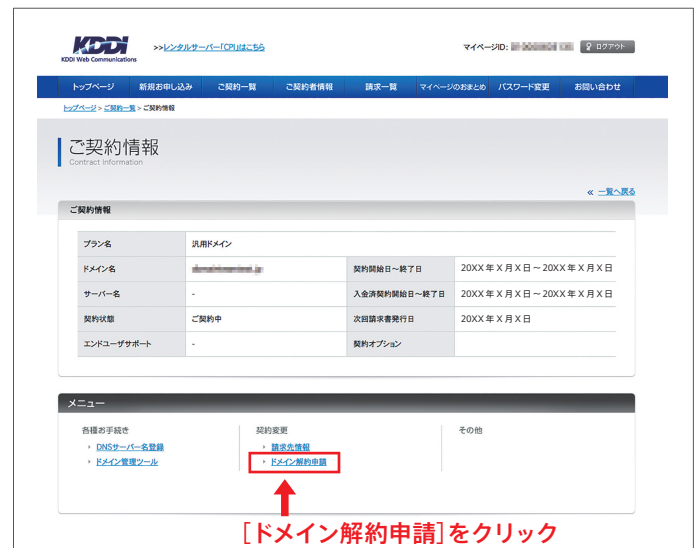 KDDI
KDDI Web Communications
>>レンタルサーバー「CPI」はこちら
マイページID:
ログアウト
トップページ 新規お申し込み ご契約一覧 ご契約者情報 請求一覧 マイページのおまとめ パスワード変更 お問い合わせ
トップページ > ご契約一覧 > ご契約情報
ご契約情報
Contract Information
« 一覧へ戻る
ご契約情報
プラン名 汎用ドメイン
ドメイン名 契約開始日～終了日 20XX年X月X日～20XX年X月X日
サーバー名 - 入金済契約開始日～終了日 20XX年X月X日～20XX年X月X日
契約状態 ご契約中 次回請求書発行日 20XX年X月X日
エンドユーザサポート - 契約オプション
メニュー
各種お手続き 契約変更 その他
DNSサーバー名登録 請求先情報
ドメイン管理ツール ドメイン解約申請
[ドメイン解約申請]をクリック